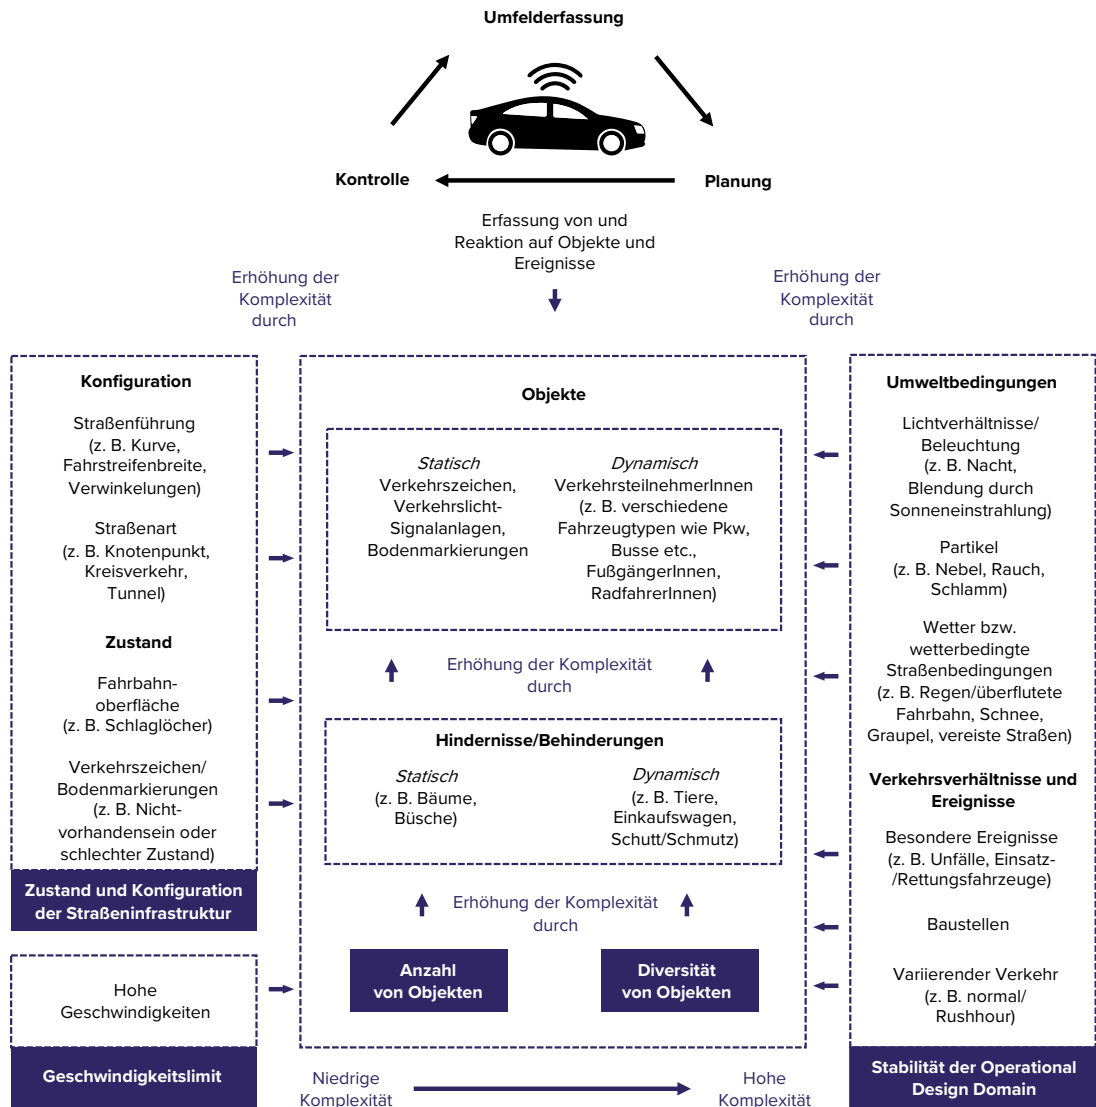 Umfelderfassung
Kontrolle
Planung
Erfassung von und
Reaktion auf Objekte und
Ereignisse
Erhöhung der
Komplexität
durch
Erhöhung der
Komplexität
durch
Konfiguration
Straßenführung
(z. B. Kurve,
Fahrstreifenbreite,
Verwinkelungen)
Straßenart
(z. B. Knotenpunkt,
Kreisverkehr,
Tunnel)
Zustand
Fahrbahn-
oberfläche
(z. B. Schlaglöcher)
Verkehrszeichen/
Bodenmarkierungen
(z. B. Nicht-
vorhandensein oder
schlechter Zustand)
Zustand und Konfiguration
der Straßeninfrastruktur
Hohe
Geschwindigkeiten
Geschwindigkeitslimit
Objekte
Statisch
Verkehrszeichen,
Verkehrslicht-
Signalanlagen,
Bodenmarkierungen
Dynamisch
VerkehrsteilnehmerInnen
(z. B. verschiedene
Fahrzeugtypen wie Pkw,
Busse etc.,
FußgängerInnen,
RadfahrerInnen)
Erhöhung der Komplexität
durch
Hindernisse/Behinderungen
Statisch
(z. B. Bäume,
Büsche)
Dynamisch
(z. B. Tiere,
Einkaufswagen,
Schutt/Schmutz)
Erhöhung der Komplexität
durch
Anzahl
von Objekten
Diversität
von Objekten
Niedrige
Komplexität
Hohe
Komplexität
Umweltbedingungen
Lichtverhältnisse/
Beleuchtung
(z. B. Nacht,
Blendung durch
Sonneneinstrahlung)
Partikel
(z. B. Nebel, Rauch,
Schlamm)
Wetter bzw.
wetterbedingte
Straßenbedingungen
(z. B. Regen/überflutete
Fahrbahn, Schnee,
Graupel, vereiste Straßen)
Verkehrsverhältnisse und
Ereignisse
Besondere Ereignisse
(z. B. Unfälle, Einsatz-
/Rettungsfahrzeuge)
Baustellen
Variierender Verkehr
(z. B. normal/
Rushhour)
Stabilität der Operational
Design Domain